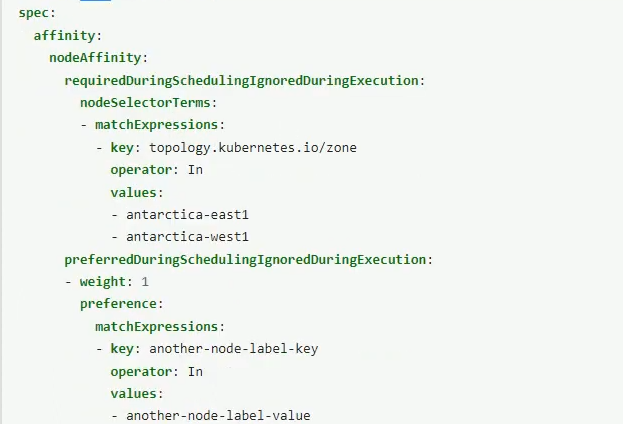 spec:
  affinity:
    nodeAffinity:
      requiredDuringSchedulingIgnoredDuringExecution:
        nodeSelectorTerms:
        - matchExpressions:
          - key: topology.kubernetes.io/zone
            operator: In
            values:
            - antarctica-east1
            - antarctica-west1
      preferredDuringSchedulingIgnoredDuringExecution:
      - weight: 1
        preference:
          matchExpressions:
          - key: another-node-label-key
            operator: In
            values:
            - another-node-label-value